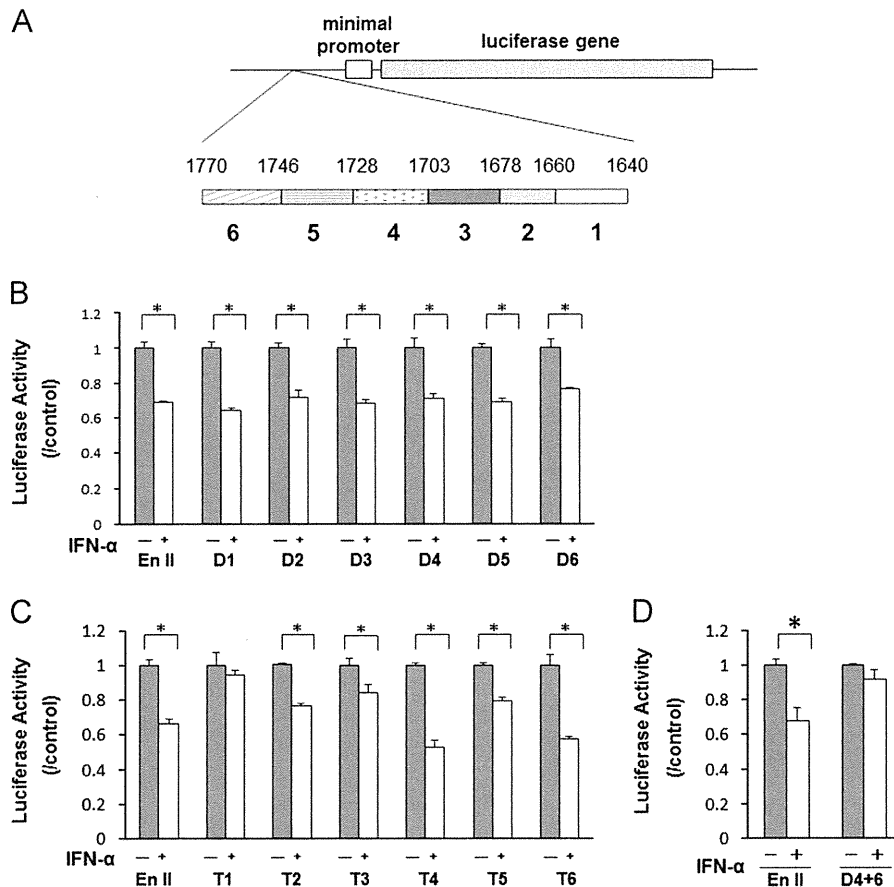 A
minimal promoter
luciferase gene
1770 1746 1728 1703 1678 1660 1640
6 5 4 3 2 1
B
Luciferase Activity (/control)
1.2
1
0.8
0.6
0.4
0.2
0
* * * * * * *
IFN-α — + — + — + — + — + — + — +
En II D1 D2 D3 D4 D5 D6
C
Luciferase Activity (/control)
1.2
1
0.8
0.6
0.4
0.2
0
* * * * * *
IFN-α — + — + — + — + — + — + — +
En II T1 T2 T3 T4 T5 T6
D
Luciferase Activity (/control)
1.2
1
0.8
0.6
0.4
0.2
0
*
IFN-α — + — +
En II D4+6